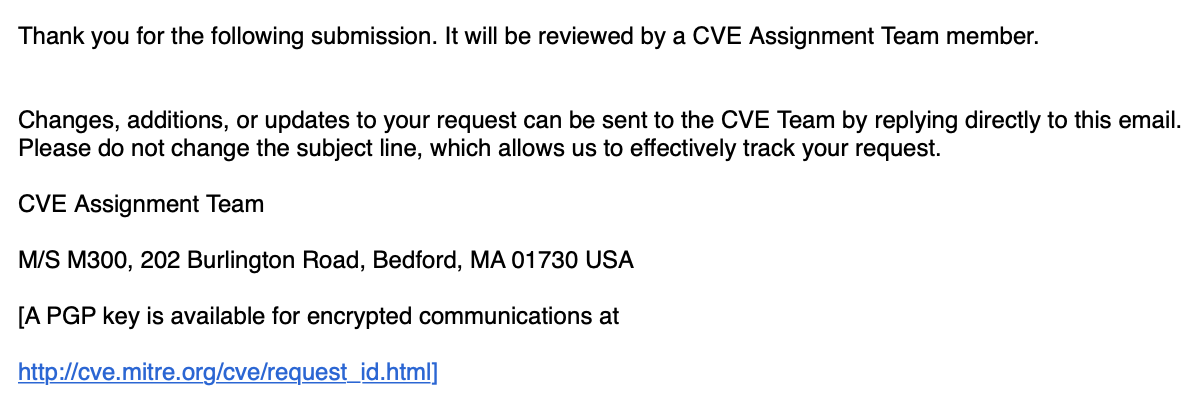 Thank you for the following submission. It will be reviewed by a CVE Assignment Team member.
Changes, additions, or updates to your request can be sent to the CVE Team by replying directly to this email.
Please do not change the subject line, which allows us to effectively track your request.
CVE Assignment Team
M/S M300, 202 Burlington Road, Bedford, MA 01730 USA
[A PGP key is available for encrypted communications at
http://cve.mitre.org/cve/request_id.html]